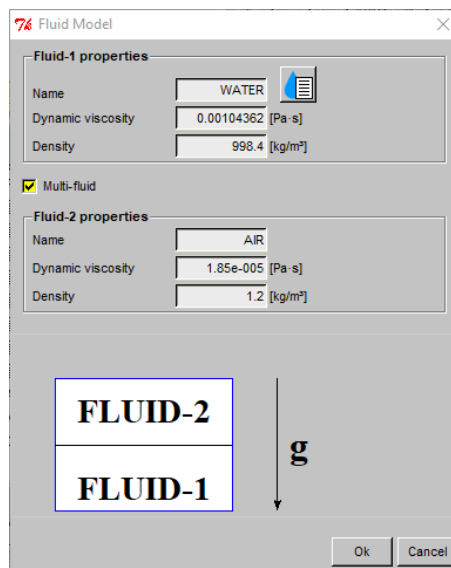 Fluid Model
Fluid-1 properties
Name WATER
Dynamic viscosity 0.00104362 [Pa·s]
Density 998.4 [kg/m³]
Multi-fluid
Fluid-2 properties
Name AIR
Dynamic viscosity 1.85e-005 [Pa·s]
Density 1.2 [kg/m³]
FLUID-2
g
FLUID-1
Ok Cancel